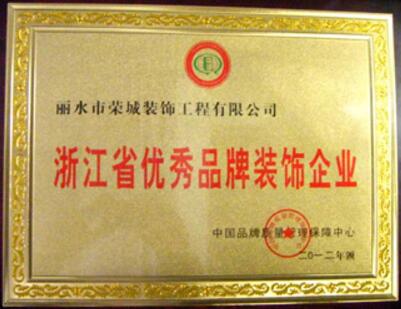 丽水市荣城装饰工程有限公司
浙江省优秀品牌装饰企业
中国品牌质量管理保障中心
二〇一二年颁